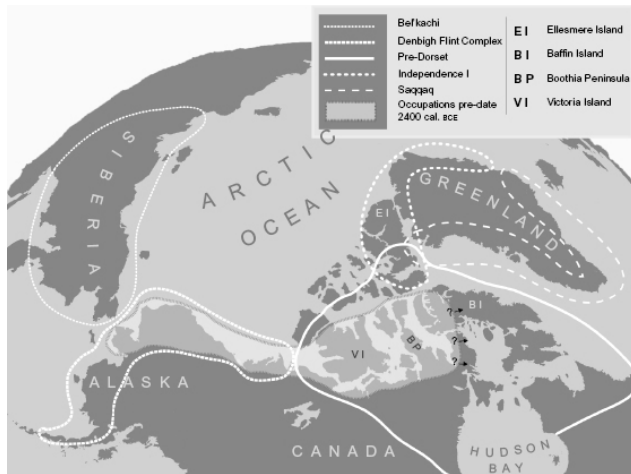 Bel'kachi
Denbigh Flint Complex
Pre-Dorset
Independence I
Saqqaq
Occupations pre-date
2400 cal. BCE
EI Ellesmere Island
BI Baffin Island
BP Boothia Peninsula
VI Victoria Island
SIBERIA
ARCTIC
OCEAN
GREENLAND
EI
BI
?
?
?
VI
BP
ALASKA
CANADA
HUDSON
BAY